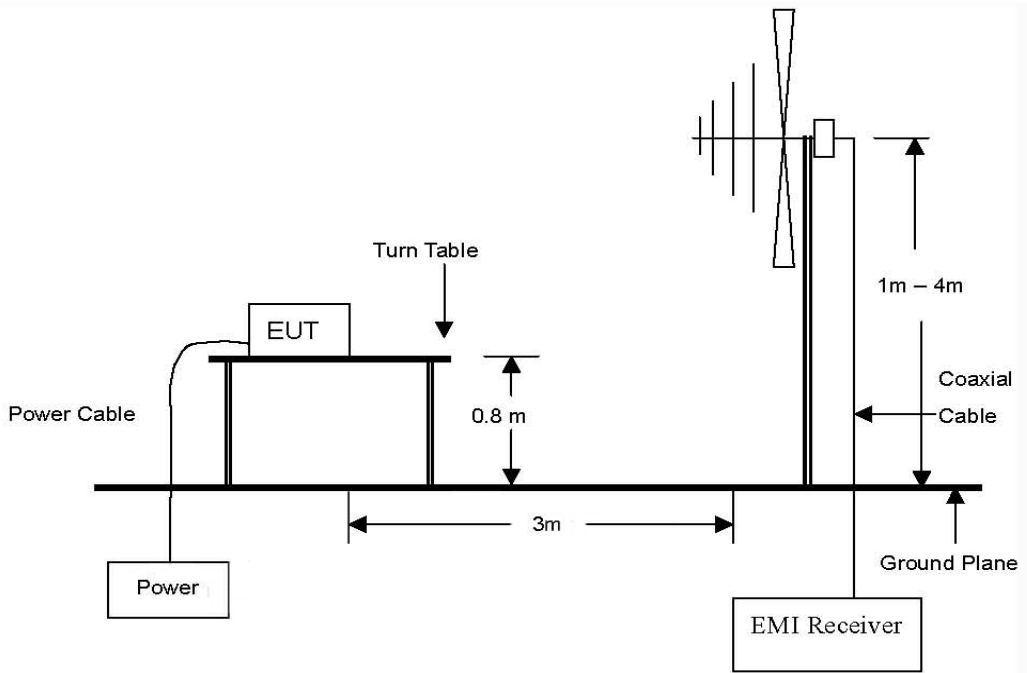 Turn Table
EUT
1m – 4m
Power Cable
0.8 m
Coaxial
Cable
3m
Ground Plane
Power
EMI Receiver